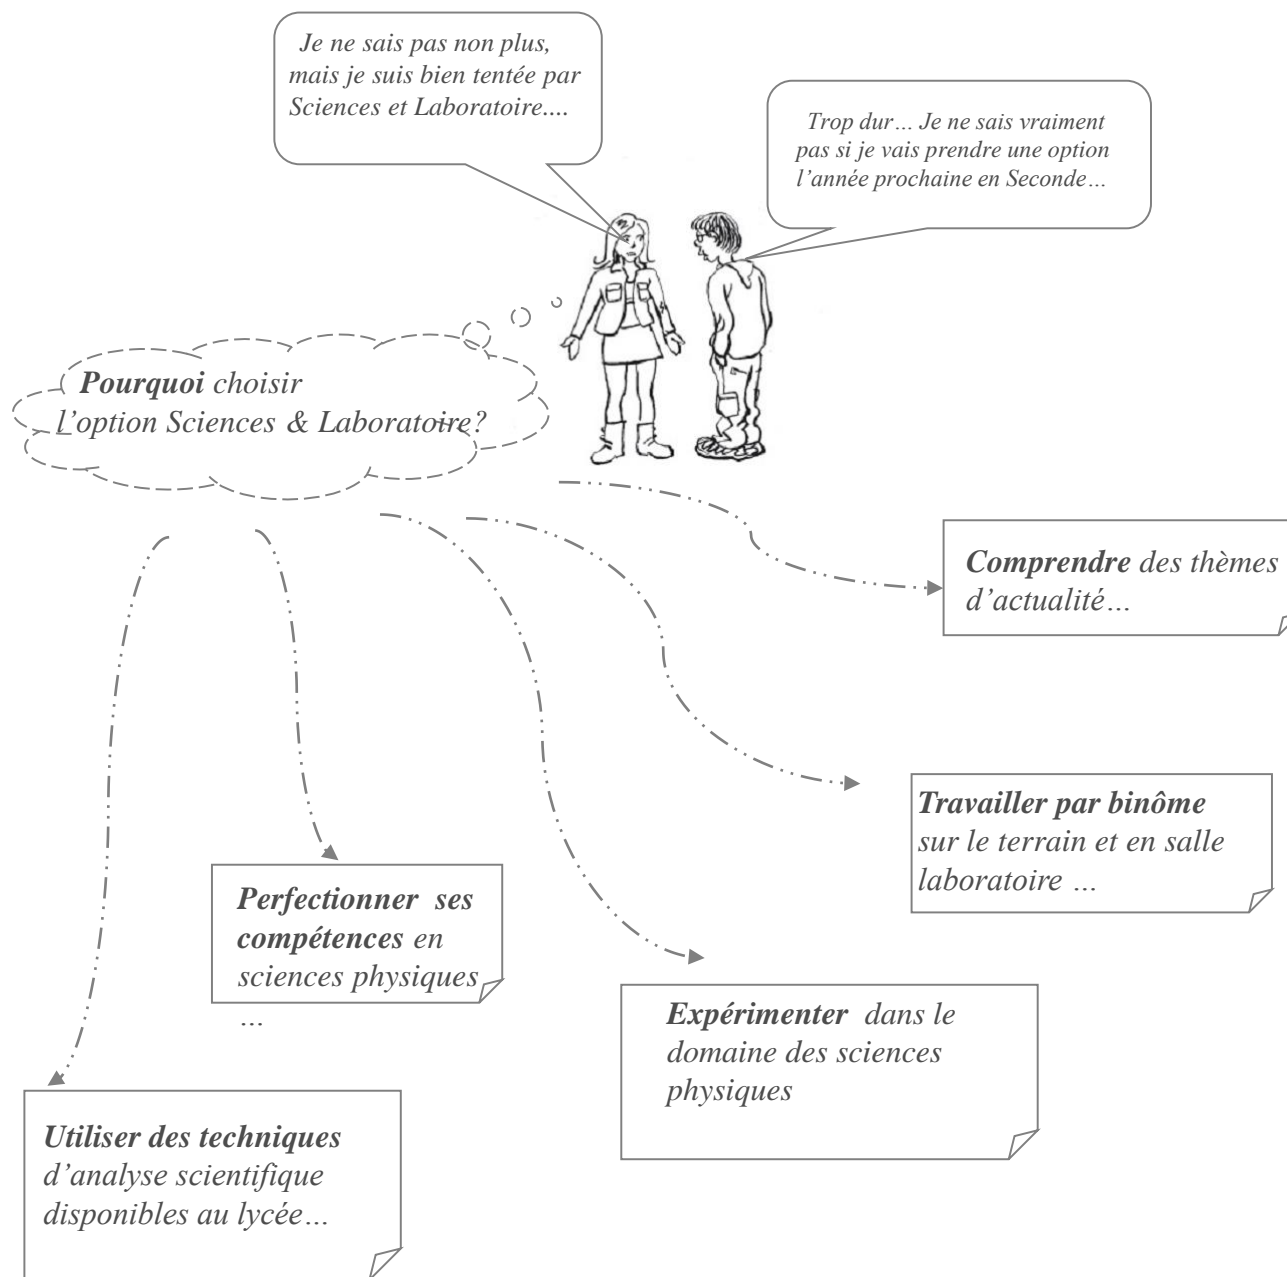 Je ne sais pas non plus,
mais je suis bien tentée par
Sciences et Laboratoire....
Trop dur… Je ne sais vraiment
pas si je vais prendre une option
l’année prochaine en Seconde…
Pourquoi choisir
l’option Sciences & Laboratoire?
Comprendre des thèmes
d’actualité…
Travailler par binôme
sur le terrain et en salle
laboratoire …
Perfectionner ses
compétences en
sciences physiques
…
Expérimenter dans le
domaine des sciences
physiques
Utiliser des techniques
d’analyse scientifique
disponibles au lycée…